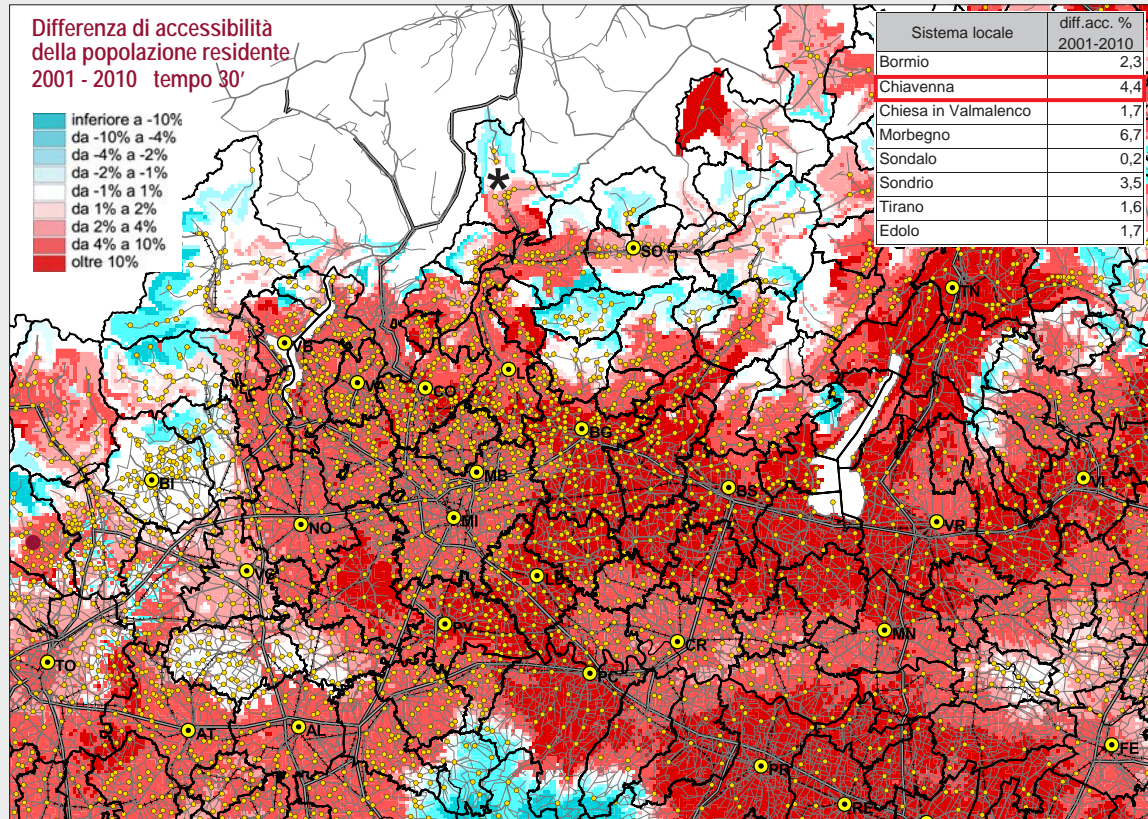 Differenza di accessibilità
della popolazione residente
2001 - 2010   tempo 30'
inferiore a -10%
da -10% a -4%
da -4% a -2%
da -2% a -1%
da -1% a 1%
da 1% a 2%
da 2% a 4%
da 4% a 10%
oltre 10%
Sistema locale diff.acc. % 2001-2010
Bormio 2,3
Chiavenna 4,4
Chiesa in Valmalenco 1,7
Morbegno 6,7
Sondalo 0,2
Sondrio 3,5
Tirano 1,6
Edolo 1,7
*
SO
TN
VA
CO
BG
MB
BI
BS
VI
MI
NO
VR
VC
PV
MN
CR
TO
PC
AT
AL
FE
PR
RE